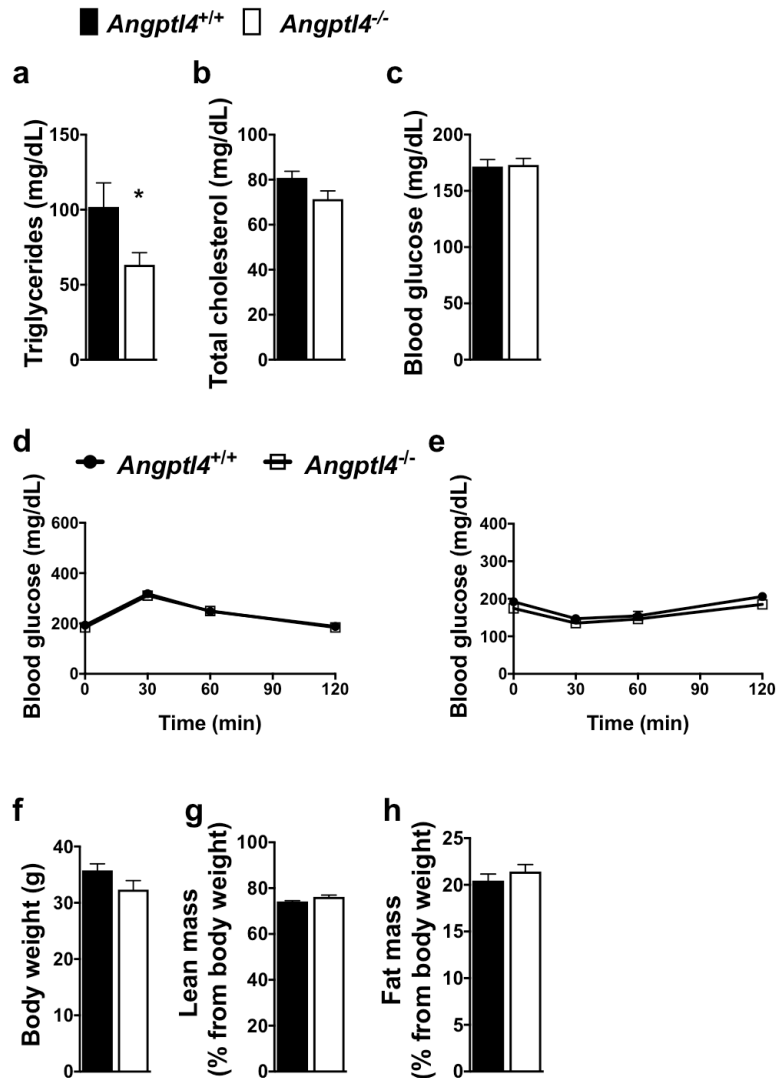 Angptl4+/+ Angptl4-/-
a
Triglycerides (mg/dL)
150
100
50
0
*
b
Total cholesterol (mg/dL)
100
80
60
40
20
0
c
Blood glucose (mg/dL)
200
150
100
50
0
d
Angptl4+/+ Angptl4-/-
Blood glucose (mg/dL)
600
400
200
0
0 30 60 90 120
Time (min)
e
Blood glucose (mg/dL)
400
300
200
100
0
0 30 60 90 120
Time (min)
f
Body weight (g)
40
30
20
10
0
g
Lean mass
(% from body weight)
100
80
60
40
20
0
h
Fat mass
(% from body weight)
25
20
15
10
5
0